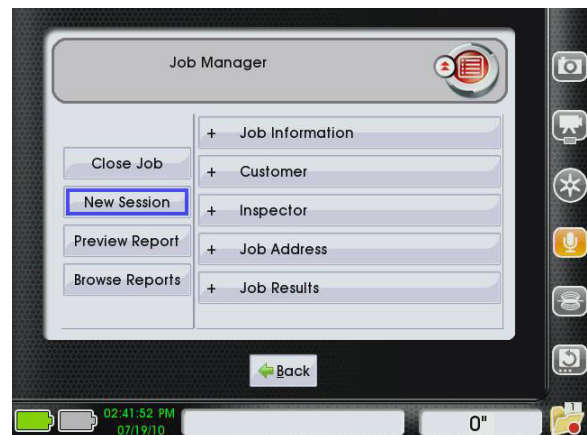 Job Manager
+ Job Information
Close Job
+ Customer
New Session
+ Inspector
Preview Report
+ Job Address
Browse Reports
+ Job Results
Back
02:41:52 PM
07/19/10
0"
1